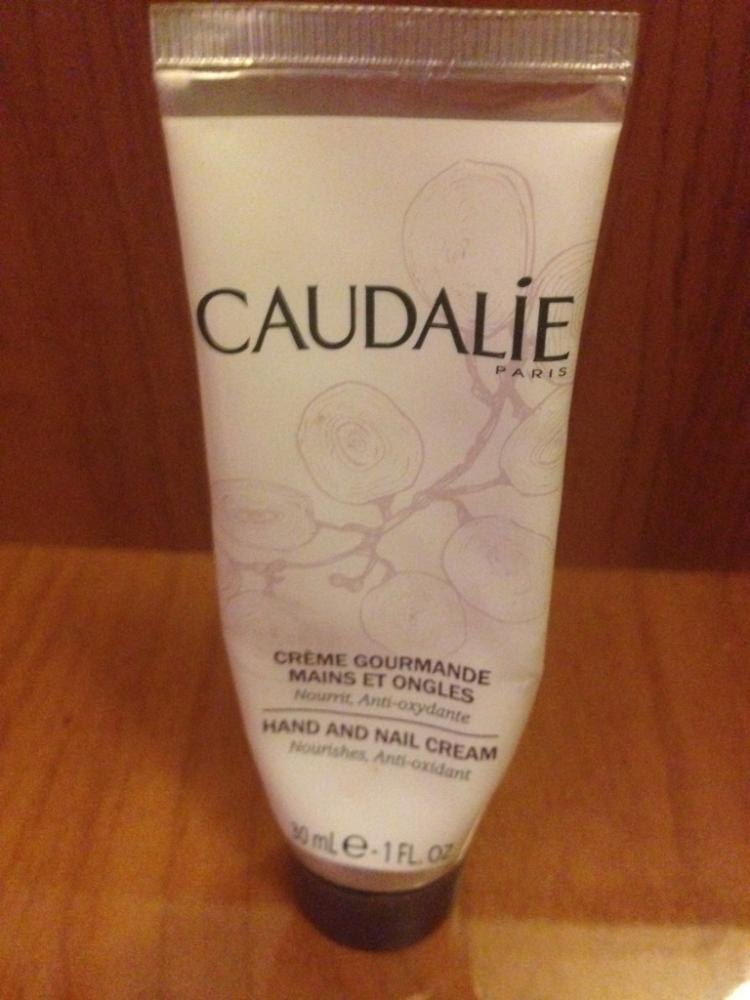 CAUDALİE
PARIS
CRÈME GOURMANDE
MAINS ET ONGLES
Nourrit, Anti-oxydante
HAND AND NAIL CREAM
Nourishes, Anti-oxidant
30 mL e - 1 FL. OZ